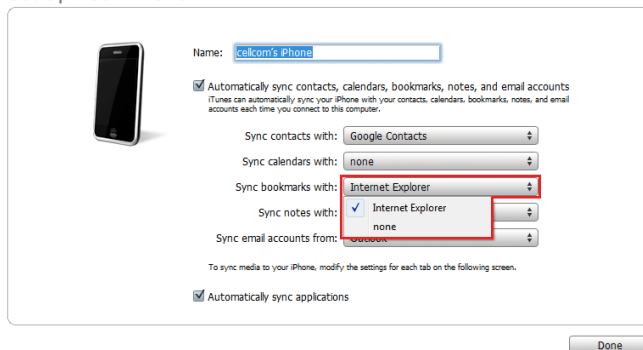 Name: cellcom's iPhone
Automatically sync contacts, calendars, bookmarks, notes, and email accounts
iTunes can automatically sync your iPhone with your contacts, calendars, bookmarks, notes, and email
accounts each time you connect to this computer.
Sync contacts with: Google Contacts
Sync calendars with: none
Sync bookmarks with: Internet Explorer
Internet Explorer
Sync notes with:
none
Sync email accounts from: Outlook
To sync media to your iPhone, modify the settings for each tab on the following screen.
Automatically sync applications
Done